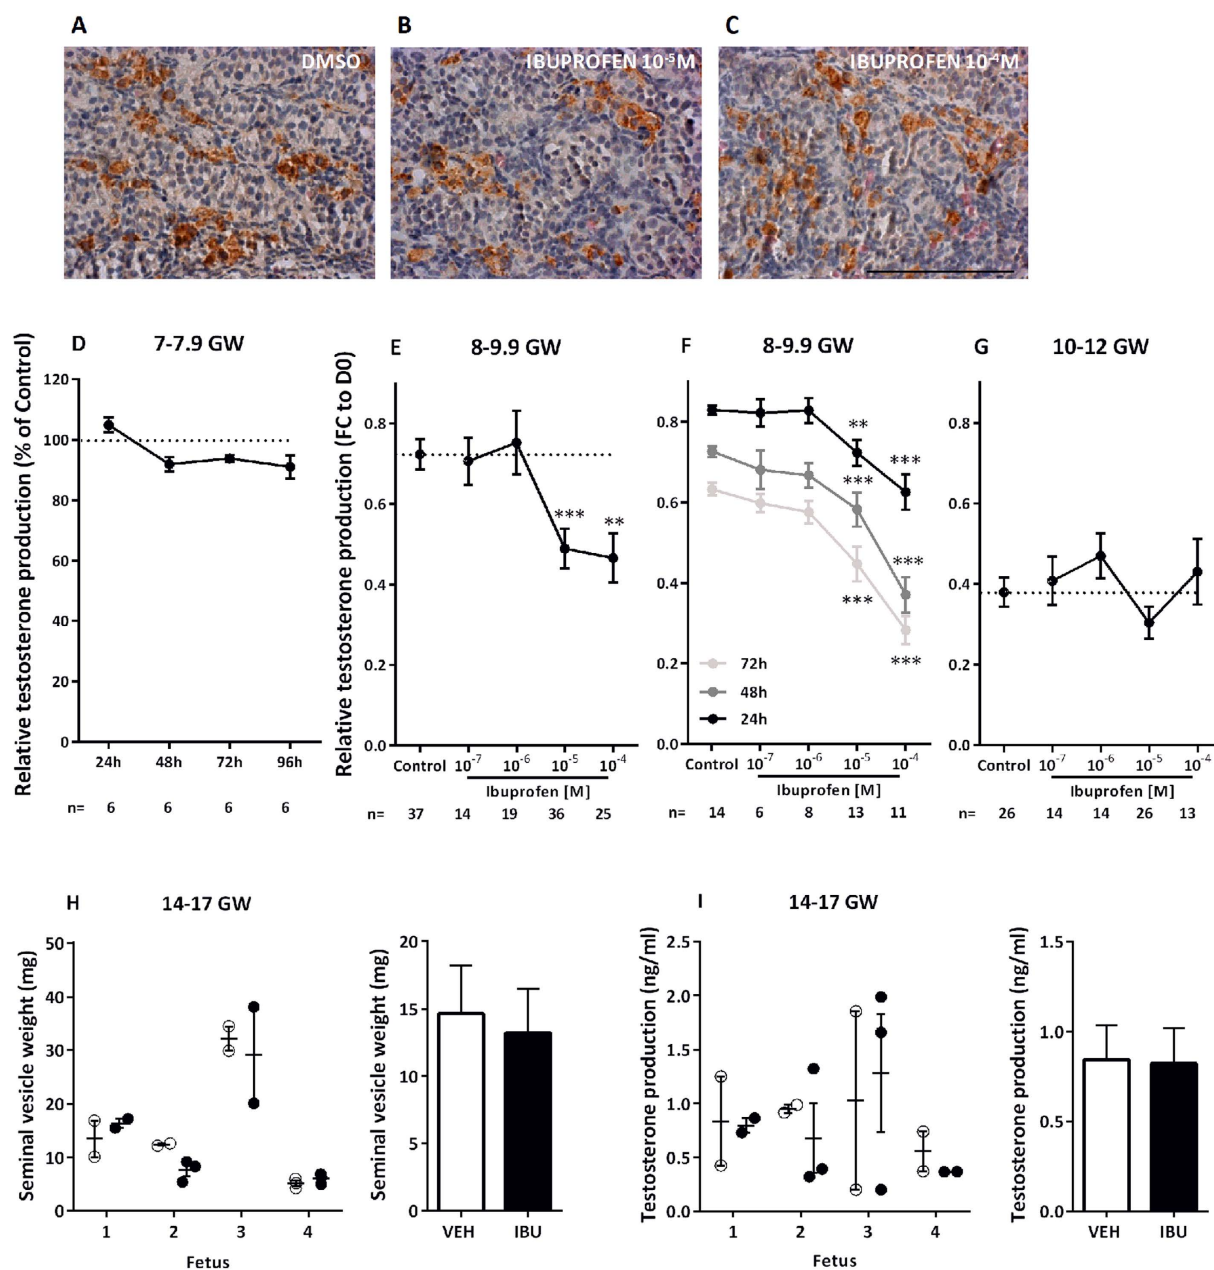 A
B
C
DMSO
IBUPROFEN 10-5M
IBUPROFEN 10-4M
D
7-7.9 GW
Relative testosterone production (% of Control)
120
100
80
60
40
20
0
24h
48h
72h
96h
n=
6
6
6
6
E
8-9.9 GW
Relative testosterone production (FC to D0)
0.8
0.6
0.4
0.2
0.0
***
**
Control
10-7
10-6
10-5
10-4
Ibuprofen [M]
n=
37
14
19
36
25
F
8-9.9 GW
0.8
0.6
0.4
0.2
0.0
**
***
***
***
***
***
72h
48h
24h
Control
10-7
10-6
10-5
10-4
Ibuprofen [M]
n=
14
6
8
13
11
G
10-12 GW
0.8
0.6
0.4
0.2
0.0
Control
10-7
10-6
10-5
10-4
Ibuprofen [M]
n=
26
14
14
26
13
H
14-17 GW
Seminal vesicle weight (mg)
50
40
30
20
10
0
1
2
3
4
Fetus
Seminal vesicle weight (mg)
20
15
10
5
0
VEH
IBU
I
14-17 GW
Testosterone production (ng/ml)
2.5
2.0
1.5
1.0
0.5
0.0
1
2
3
4
Fetus
Testosterone production (ng/ml)
1.5
1.0
0.5
0.0
VEH
IBU